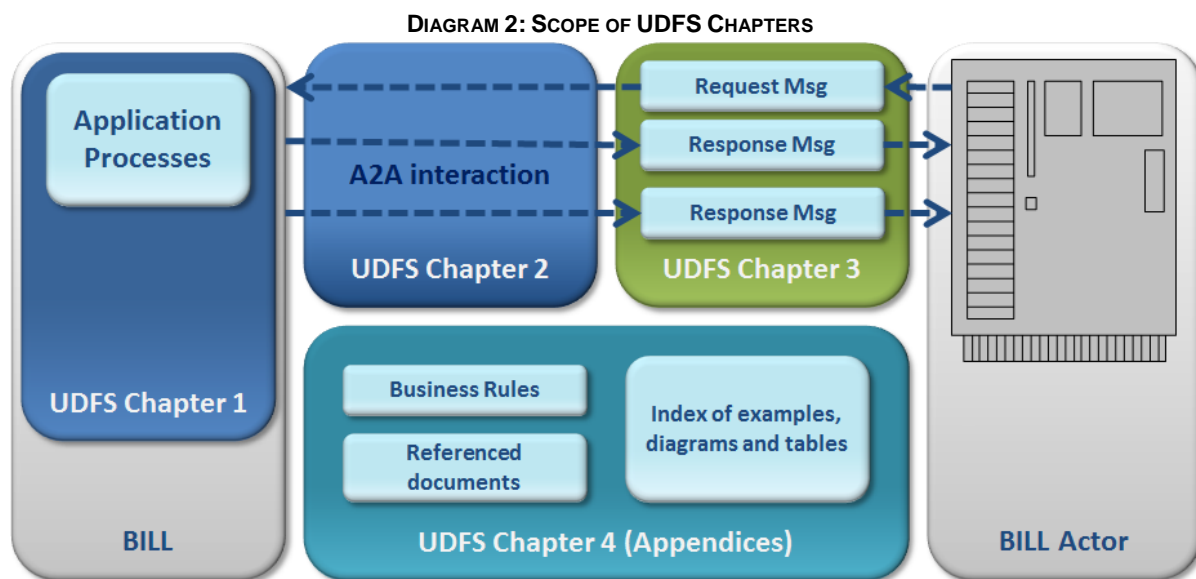 DIAGRAM 2: SCOPE OF UDFS CHAPTERS
Application
Processes
UDFS Chapter 1
BILL
A2A interaction
UDFS Chapter 2
Request Msg
Response Msg
Response Msg
UDFS Chapter 3
Business Rules
Referenced
documents
Index of examples,
diagrams and tables
UDFS Chapter 4 (Appendices)
BILL Actor